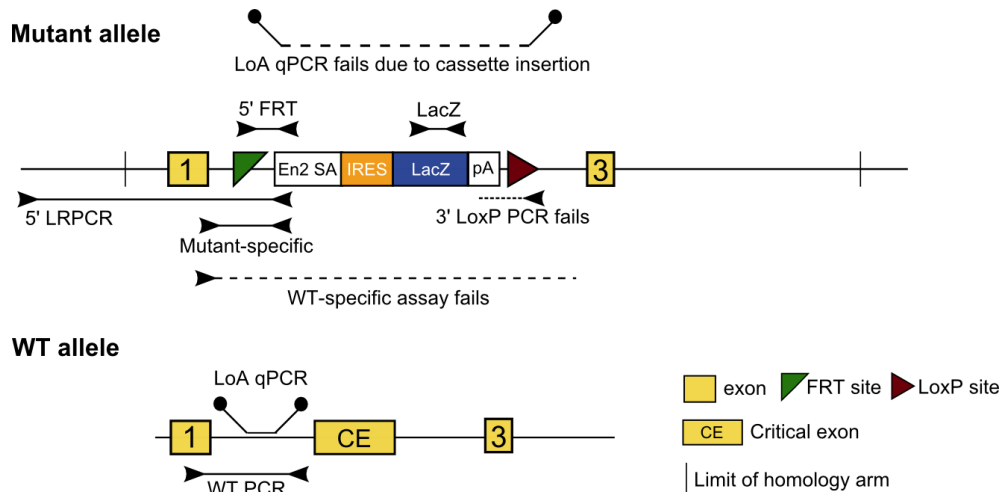 Mutant allele
LoA qPCR fails due to cassette insertion
5' FRT
LacZ
1
En2 SA
IRES
LacZ
pA
3
5' LRPCR
3' LoxP PCR fails
Mutant-specific
WT-specific assay fails
WT allele
LoA qPCR
1
CE
3
WT PCR
exon
FRT site
LoxP site
CE
Critical exon
Limit of homology arm